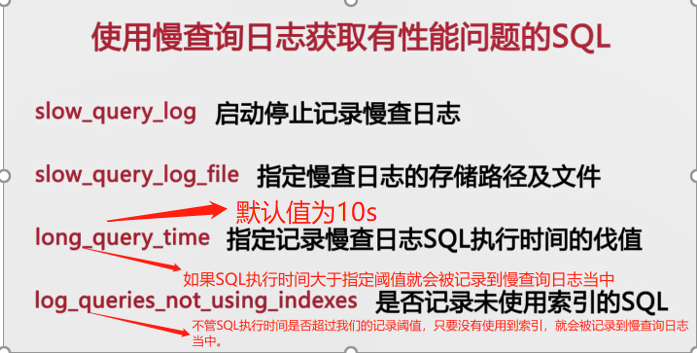 使用慢查询日志获取有性能问题的SQL
slow_query_log 启动停止记录慢查日志
slow_query_log_file 指定慢查日志的存储路径及文件
默认值为10s
long_query_time 指定记录慢查日志SQL执行时间的伐值
如果SQL执行时间大于指定阈值就会被记录到慢查询日志当中
log_queries_not_using_indexes 是否记录未使用索引的SQL
不管SQL执行时间是否超过我们的记录阈值，只要没有使用到索引，就会被记录到慢查询日志
当中。